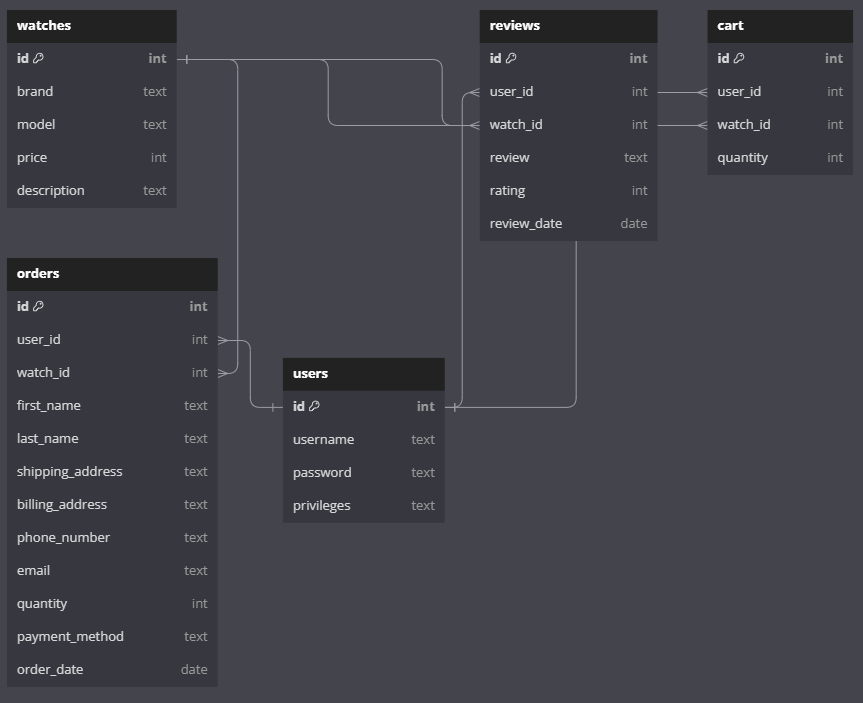 watches
id int
brand text
model text
price int
description text
reviews
id int
user_id int
watch_id int
review text
rating int
review_date date
cart
id int
user_id int
watch_id int
quantity int
orders
id int
user_id int
watch_id int
first_name text
last_name text
shipping_address text
billing_address text
phone_number text
email text
quantity int
payment_method text
order_date date
users
id int
username text
password text
privileges text